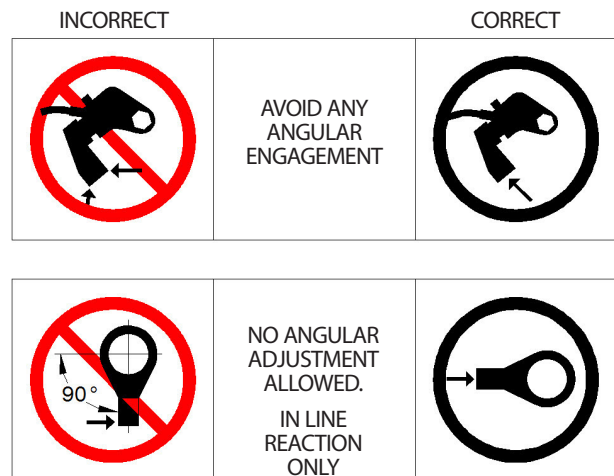 INCORRECT
CORRECT
AVOID ANY
ANGULAR
ENGAGEMENT
NO ANGULAR
ADJUSTMENT
ALLOWED.
IN LINE
REACTION
ONLY
90°